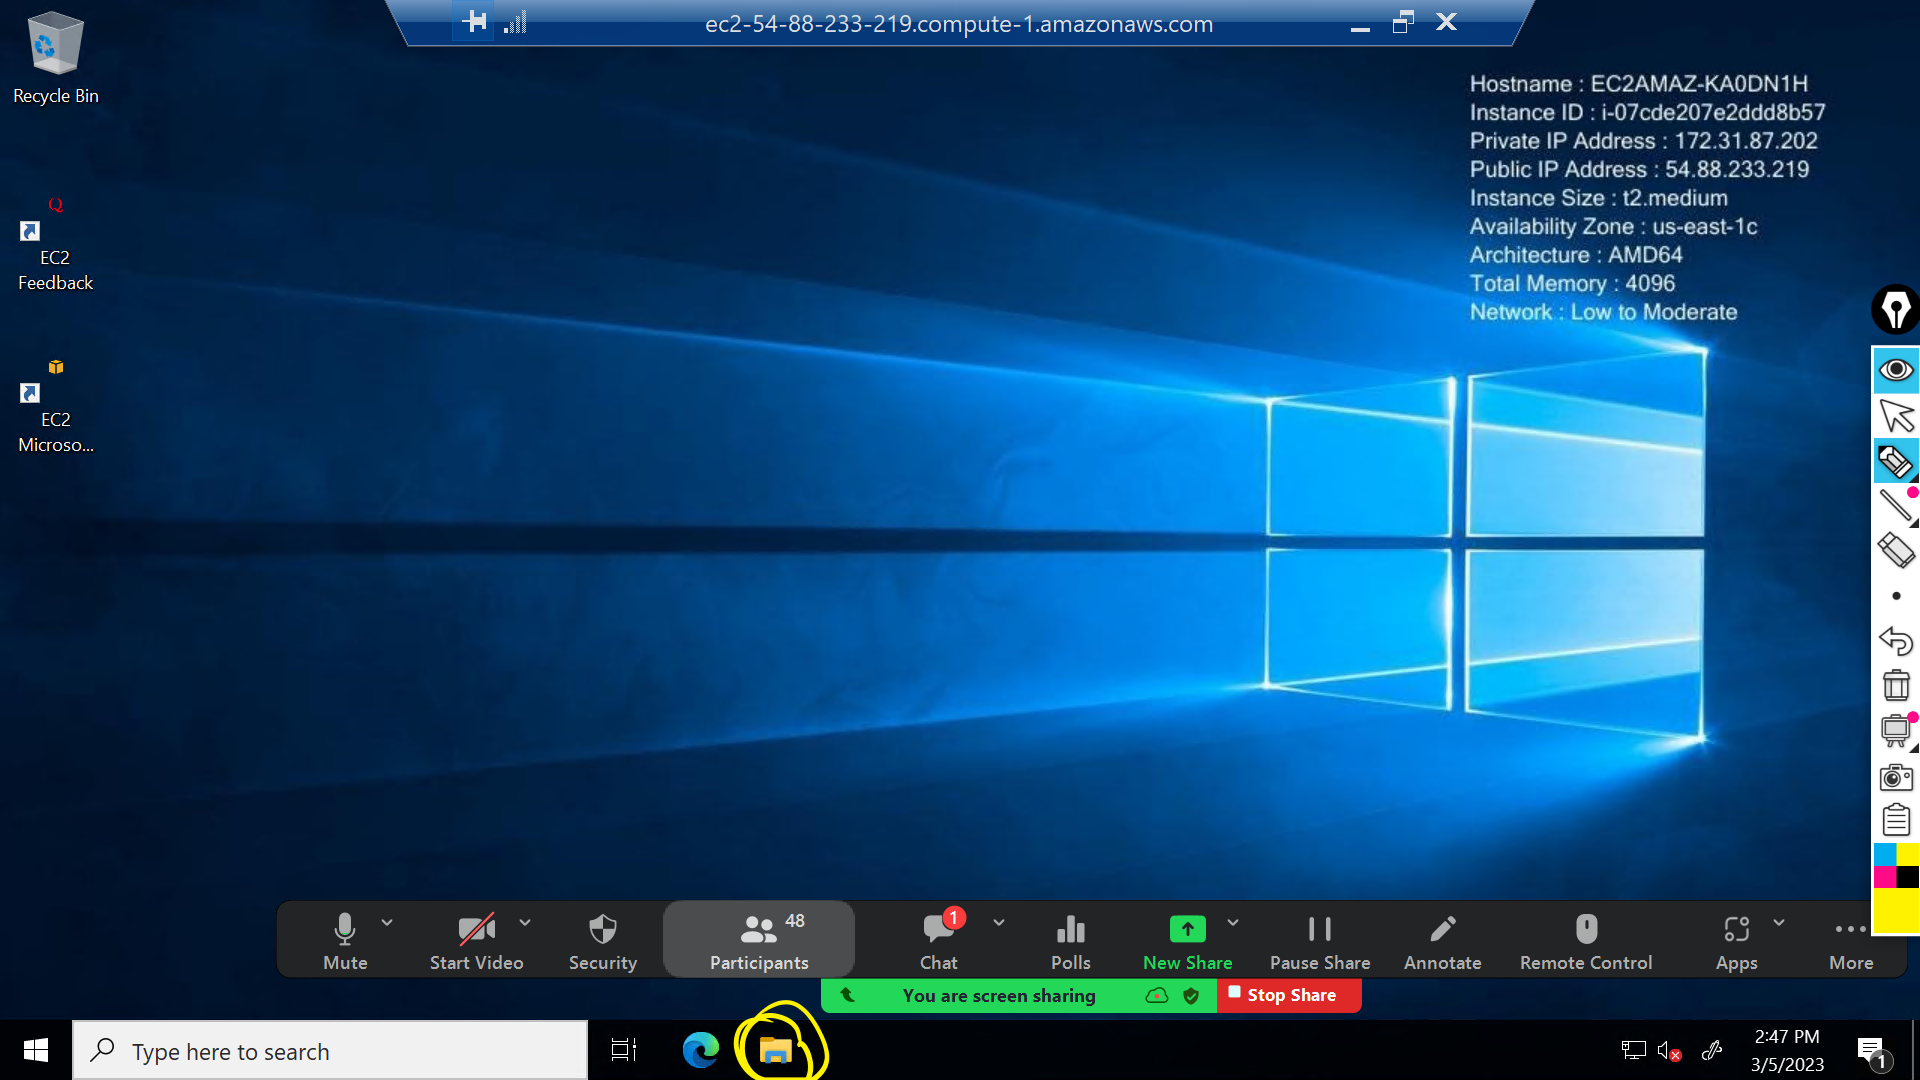 ec2-54-88-233-219.compute-1.amazonaws.com
Recycle Bin
Hostname : EC2AMAZ-KA0DN1H
Instance ID : i-07cde207e2ddd8b57
Private IP Address : 172.31.87.202
Public IP Address : 54.88.233.219
Instance Size : t2.medium
Availability Zone : us-east-1c
Architecture : AMD64
Total Memory : 4096
Network : Low to Moderate
Q
EC2
Feedback
EC2
Microso...
48
1
Mute
Start Video
Security
Participants
Chat
Polls
New Share
Pause Share
Annotate
Remote Control
Apps
More
You are screen sharing
Stop Share
Type here to search
2:47 PM
3/5/2023
1